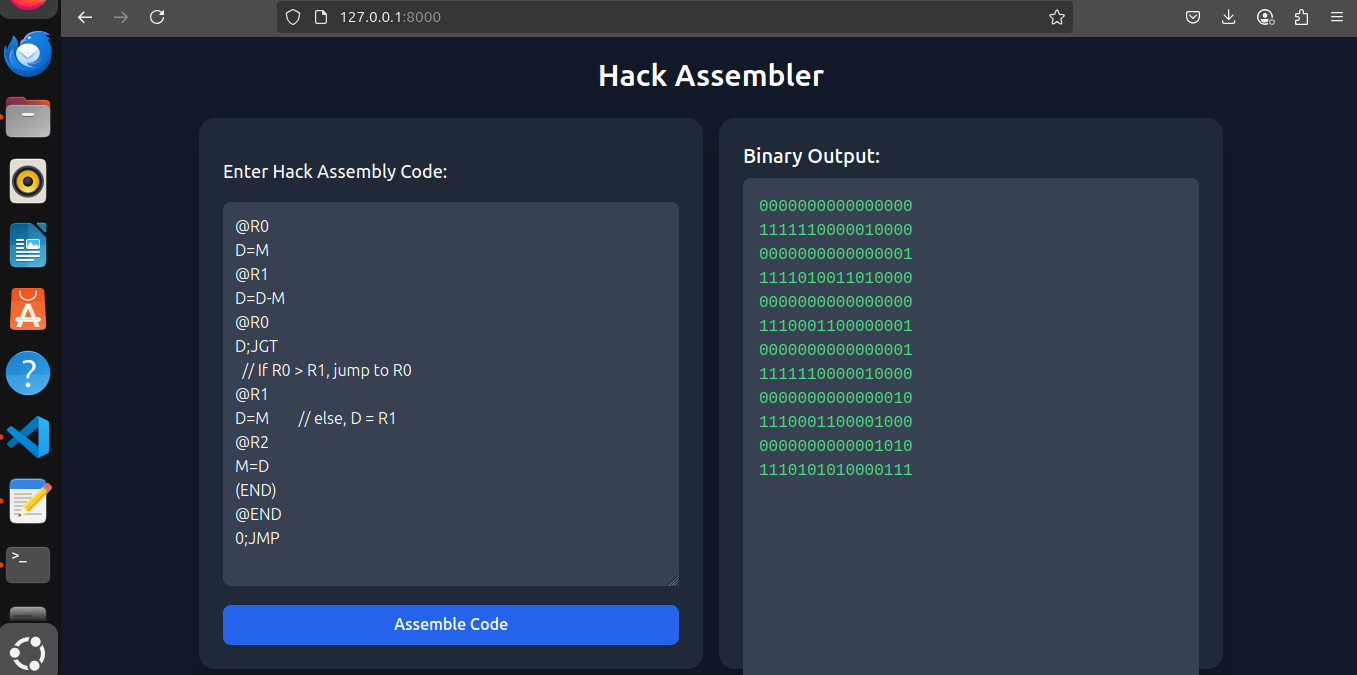 127.0.0.1:8000
Hack Assembler
Enter Hack Assembly Code:
@R0
D=M
@R1
D=D-M
@R0
D;JGT
// If R0 > R1, jump to R0
@R1
D=M // else, D = R1
@R2
M=D
(END)
@END
0;JMP
Assemble Code
Binary Output:
0000000000000000
1111110000010000
0000000000000001
1111010011010000
0000000000000000
1110001100000001
0000000000000001
1111110000010000
0000000000000010
1110001100001000
0000000000001010
1110101010000111